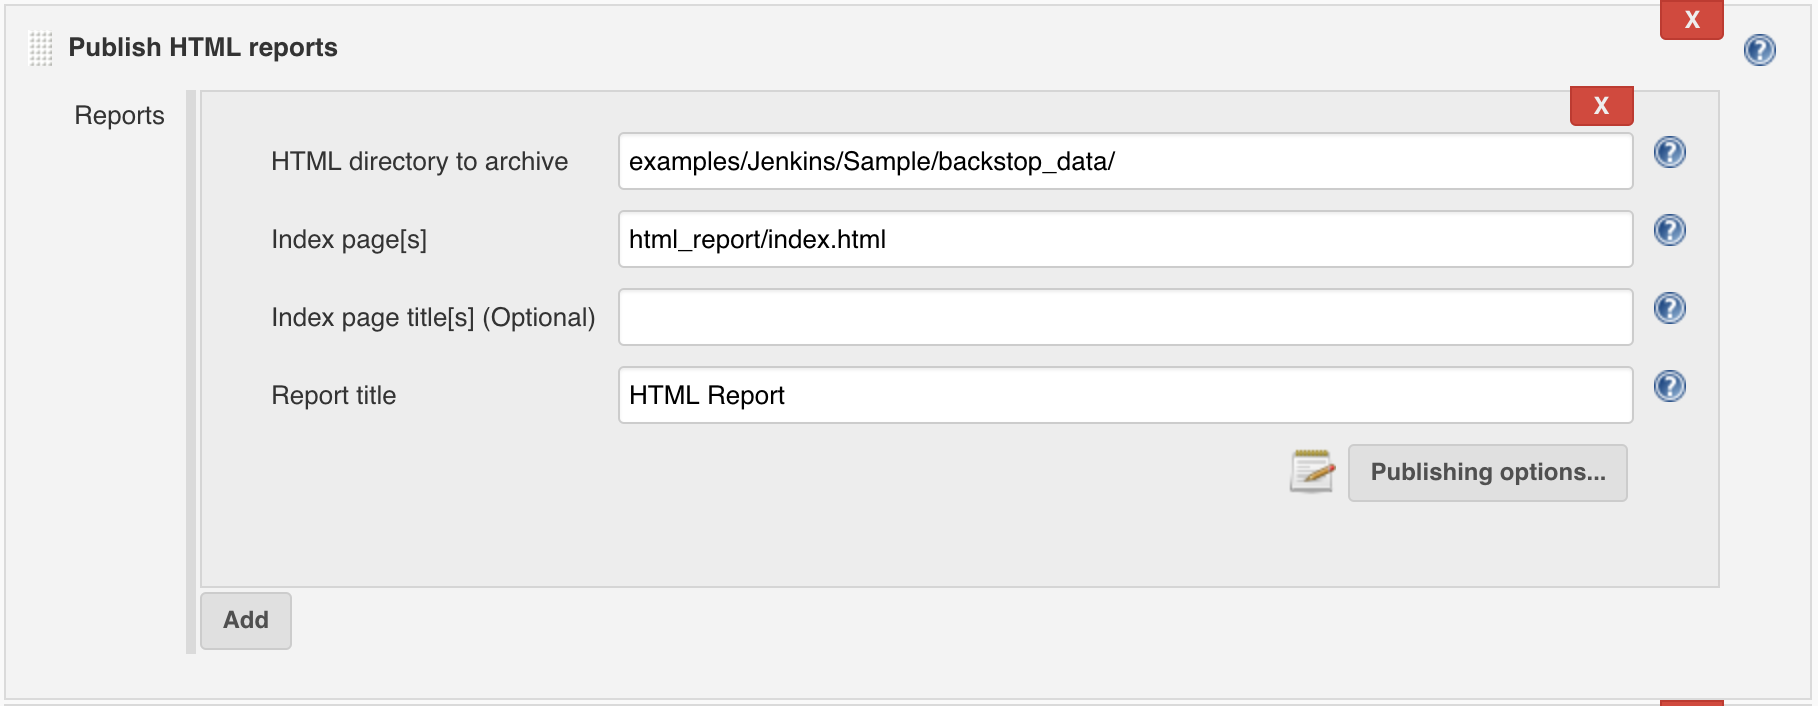 X
Publish HTML reports
?
Reports
X
HTML directory to archive examples/Jenkins/Sample/backstop_data/ ?
Index page[s] html_report/index.html ?
Index page title[s] (Optional) ?
Report title HTML Report ?
Publishing options...
Add